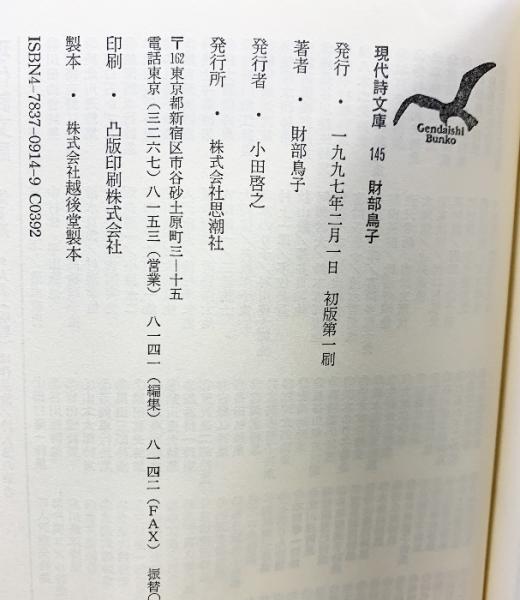 Gendaishi
Bunko
現代詩文庫 145 財部鳥子
発行・一九九七年二月一日 初版第一刷
著者・財部鳥子
発行者・小田啓之
発行所・株式会社思潮社
〒162東京都新宿区市谷砂土原町三―十五
電話東京(三二六七)八一五三(営業) 八一四一(編集) 八一四二(FAX) 振替〇
印刷・凸版印刷株式会社
製本・株式会社越後堂製本
ISBN4-7837-0914-9 C0392